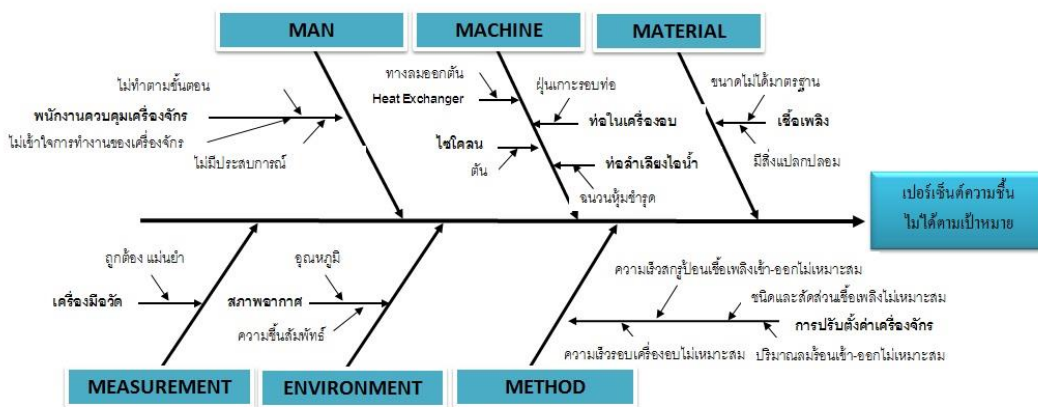 MAN
MACHINE
MATERIAL
ไม่ทำตามขั้นตอน
พนักงานควบคุมเครื่องจักร
ไม่เข้าใจการทำงานของเครื่องจักร
ไม่มีประสบการณ์
ทางลมออกตัน
Heat Exchanger
ฝุ่นเกาะรอบท่อ
ท่อในเครื่องอบ
ไซโคลน
ตัน
ท่อลำเลียงไอน้ำ
ฉนวนหุ้มชำรุด
ขนาดไม่ได้มาตรฐาน
เชื้อเพลิง
มีสิ่งแปลกปลอม
เปอร์เซ็นต์ความชื้น
ไม่ได้ตามเป้าหมาย
ถูกต้อง แม่นยำ
เครื่องมือวัด
อุณหภูมิ
สภาพอากาศ
ความชื้นสัมพัทธ์
ความเร็วสกรูป้อนเชื้อเพลิงเข้า-ออกไม่เหมาะสม
ชนิดและสัดส่วนเชื้อเพลิงไม่เหมาะสม
การปรับตั้งค่าเครื่องจักร
ความเร็วรอบเครื่องอบไม่เหมาะสม
ปริมาณลมร้อนเข้า-ออกไม่เหมาะสม
MEASUREMENT
ENVIRONMENT
METHOD